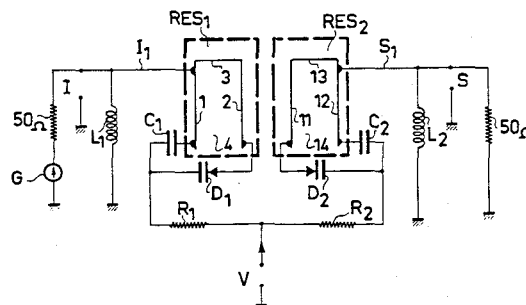 RES1 RES2
I1 S1
I 3 13 S
50Ω C1 1 2 11 12 C2 50Ω
L1 4 14 L2
G D1 D2
R1 R2
V